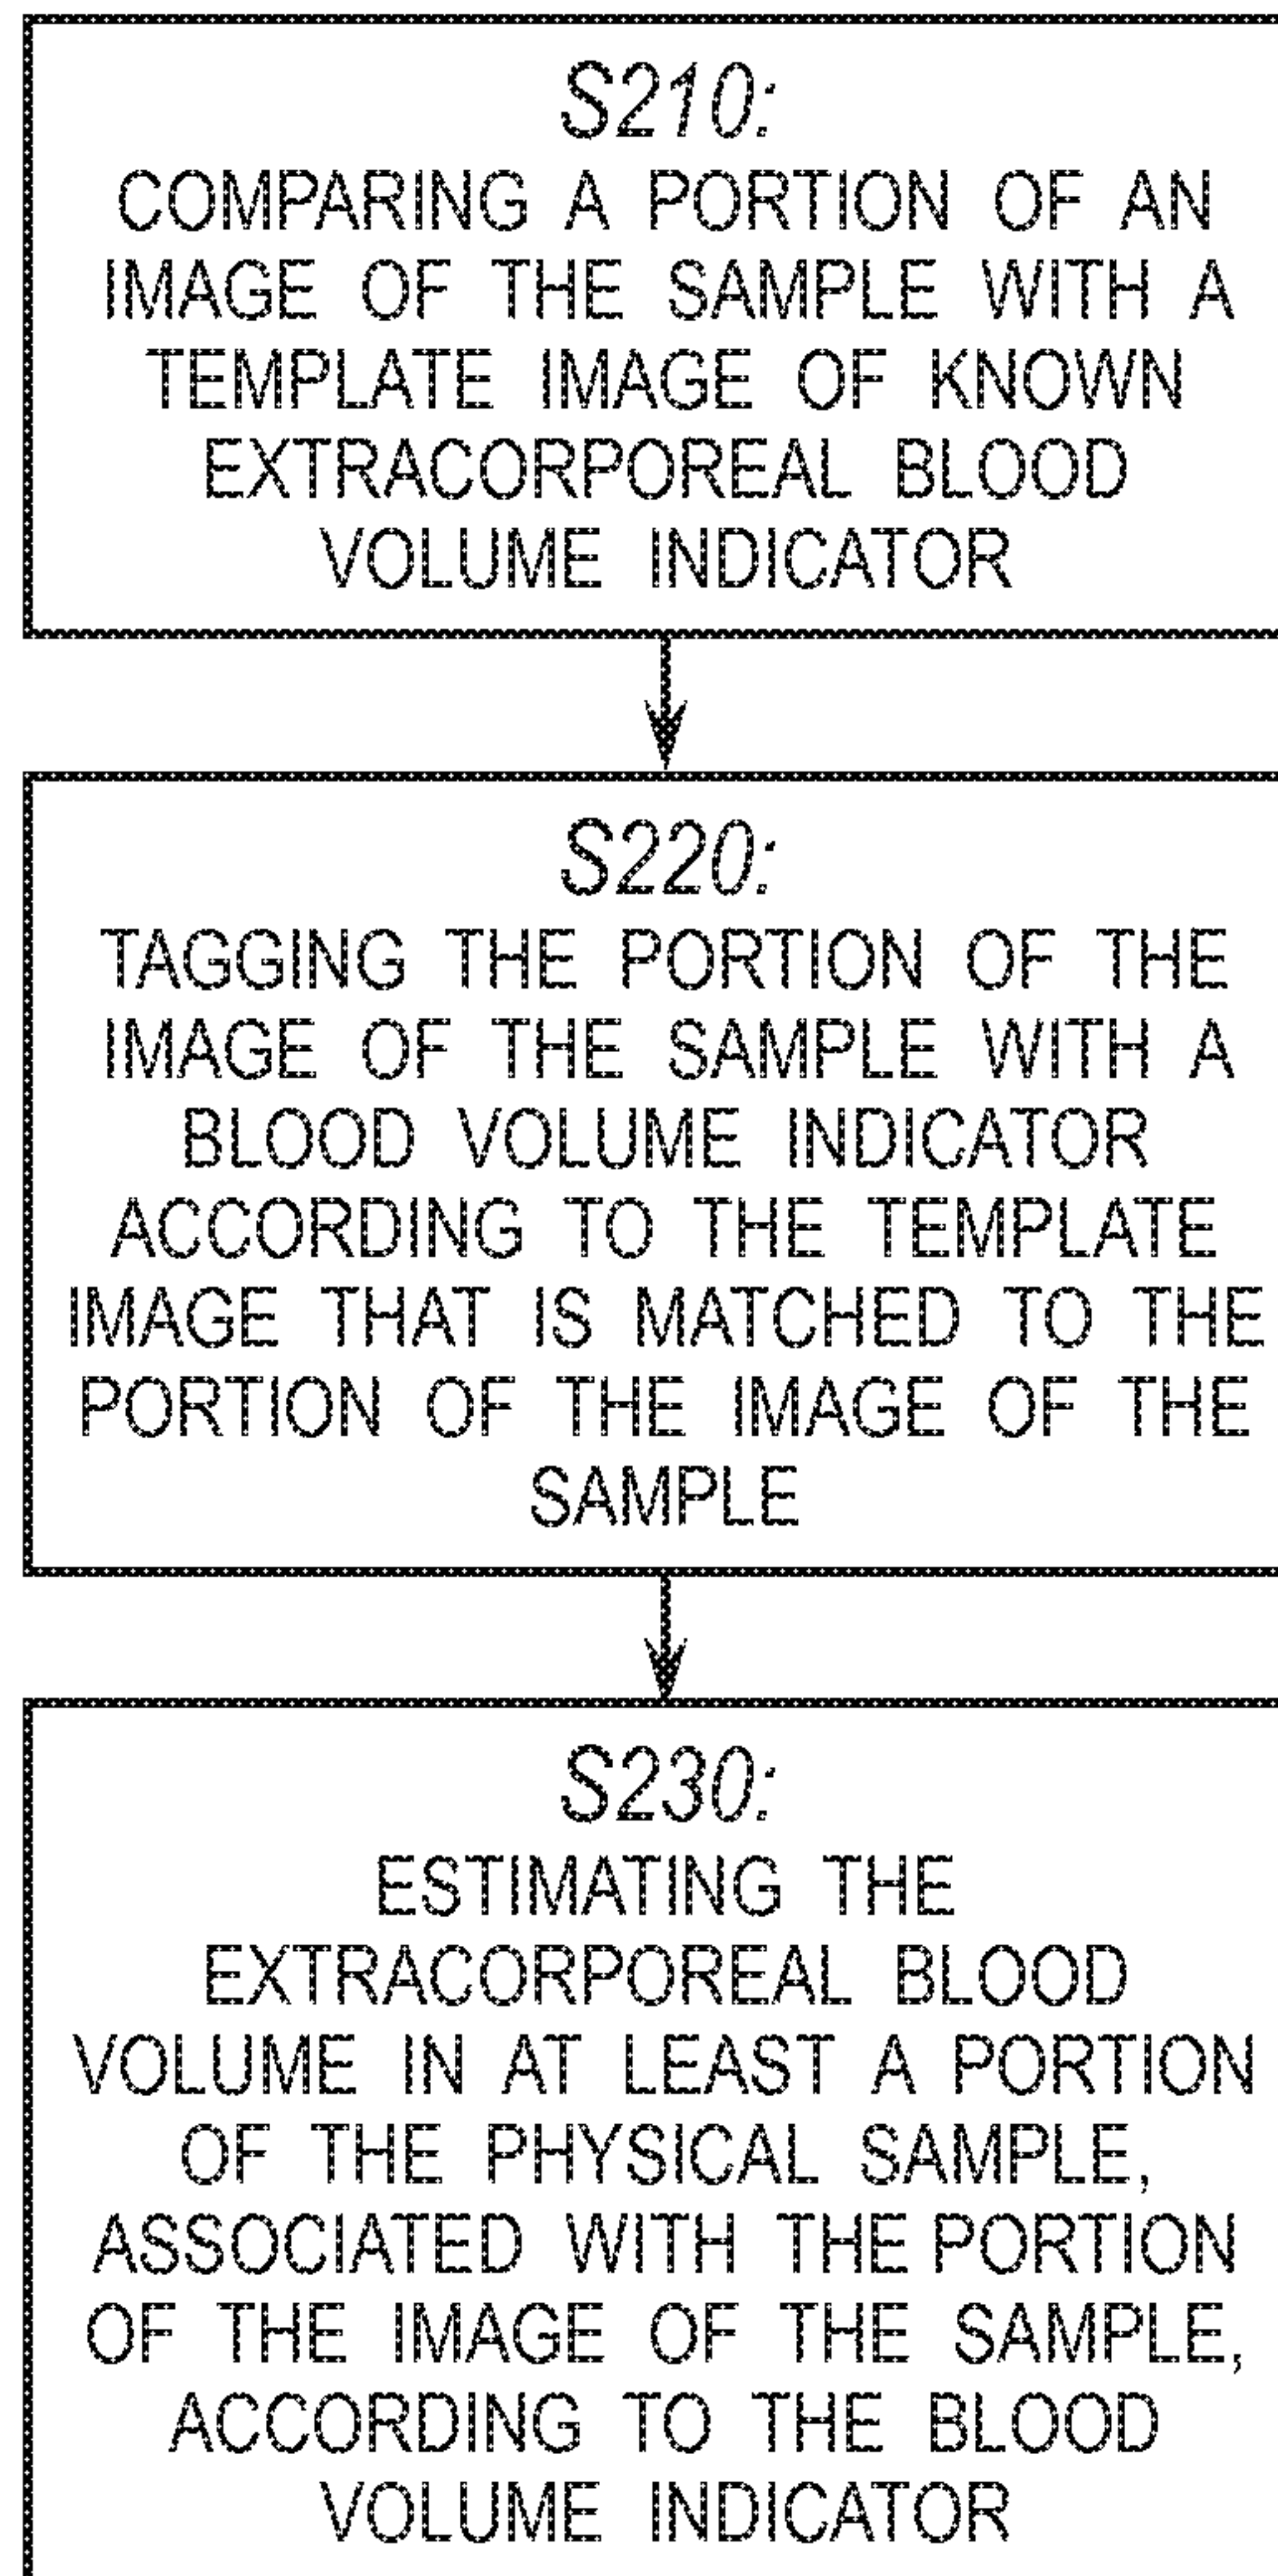 S210:
COMPARING A PORTION OF AN
IMAGE OF THE SAMPLE WITH A
TEMPLATE IMAGE OF KNOWN
EXTRACORPOREAL BLOOD
VOLUME INDICATOR
S220:
TAGGING THE PORTION OF THE
IMAGE OF THE SAMPLE WITH A
BLOOD VOLUME INDICATOR
ACCORDING TO THE TEMPLATE
IMAGE THAT IS MATCHED TO THE
PORTION OF THE IMAGE OF THE
SAMPLE
S230:
ESTIMATING THE
EXTRACORPOREAL BLOOD
VOLUME IN AT LEAST A PORTION
OF THE PHYSICAL SAMPLE,
ASSOCIATED WITH THE PORTION
OF THE IMAGE OF THE SAMPLE,
ACCORDING TO THE BLOOD
VOLUME INDICATOR